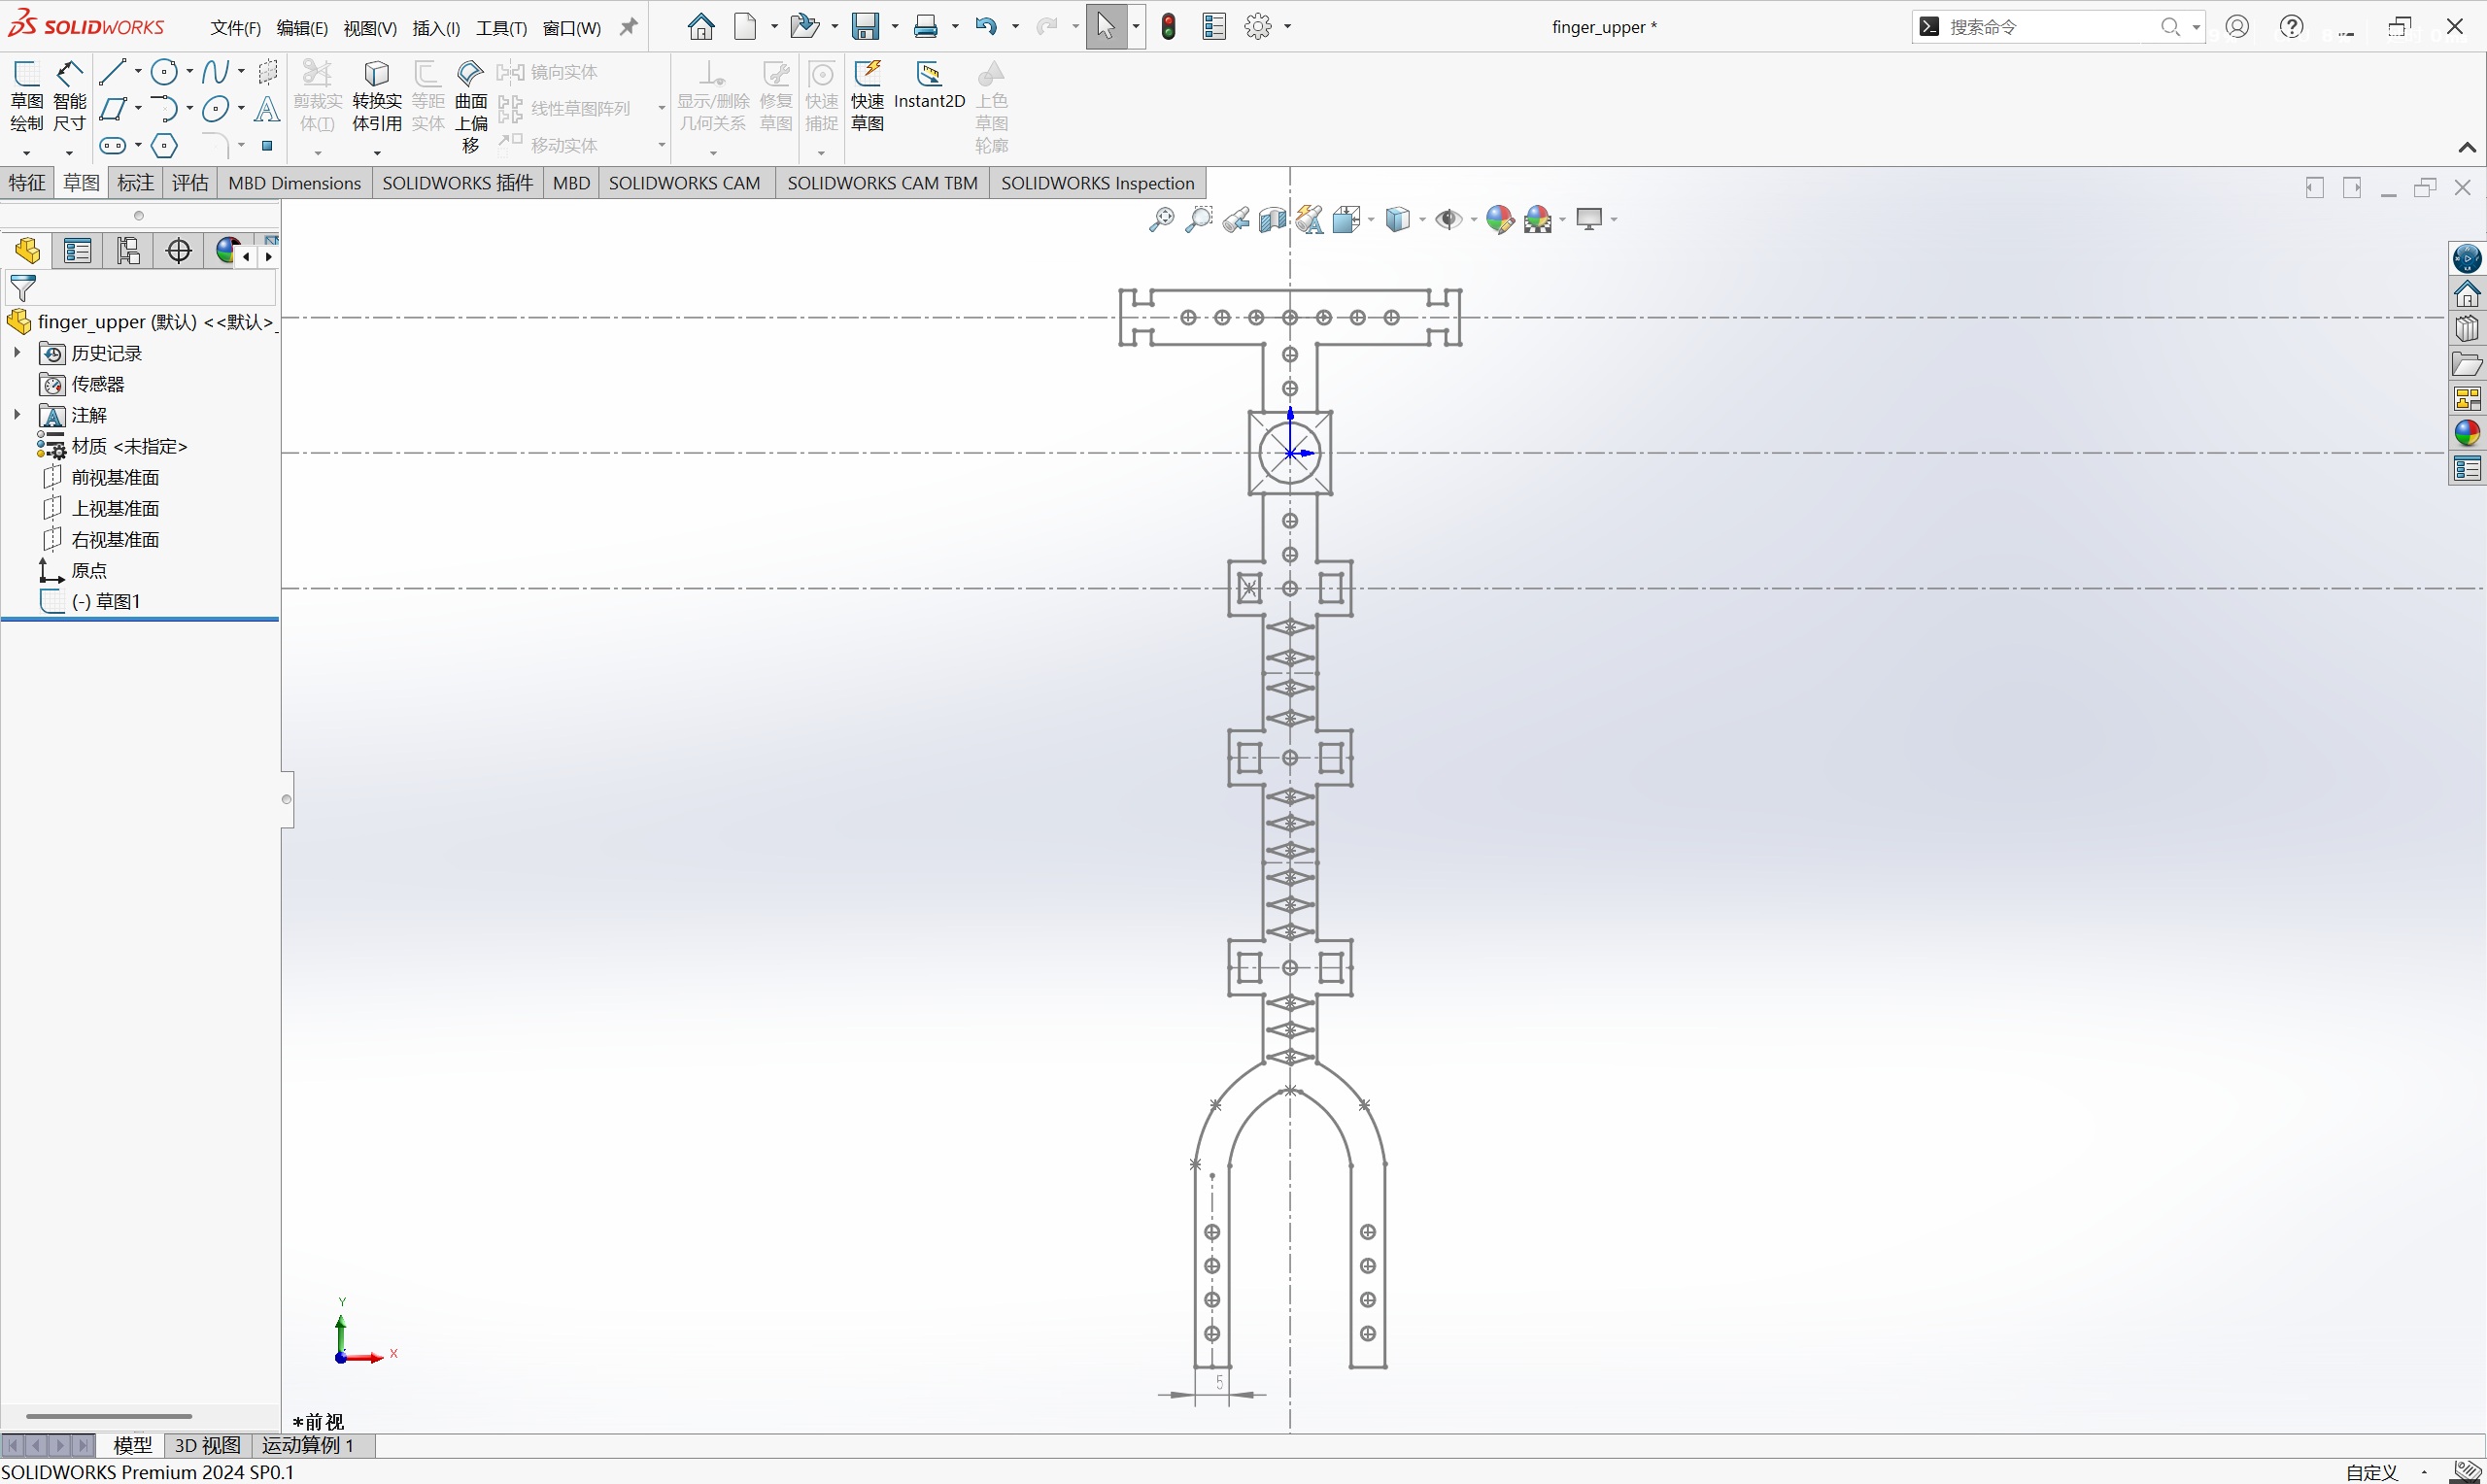 SOLIDWORKS 文件(F) 编辑(E) 视图(V) 插入(I) 工具(T) 窗口(W) finger_upper * 搜索命令
草图绘制 智能尺寸 剪裁实体(T) 转换实体引用 等距实体 曲面上偏移 镜向实体 线性草图阵列 移动实体 显示/删除几何关系 修复草图 快速捕捉 快速草图 Instant2D 上色草图轮廓
特征 草图 标注 评估 MBD Dimensions SOLIDWORKS 插件 MBD SOLIDWORKS CAM SOLIDWORKS CAM TBM SOLIDWORKS Inspection
finger_upper (默认) <<默认>_
历史记录
传感器
注解
材质 <未指定>
前视基准面
上视基准面
右视基准面
原点
(-) 草图1
Y
X
5
*前视
模型 3D 视图 运动算例 1
SOLIDWORKS Premium 2024 SP0.1 自定义